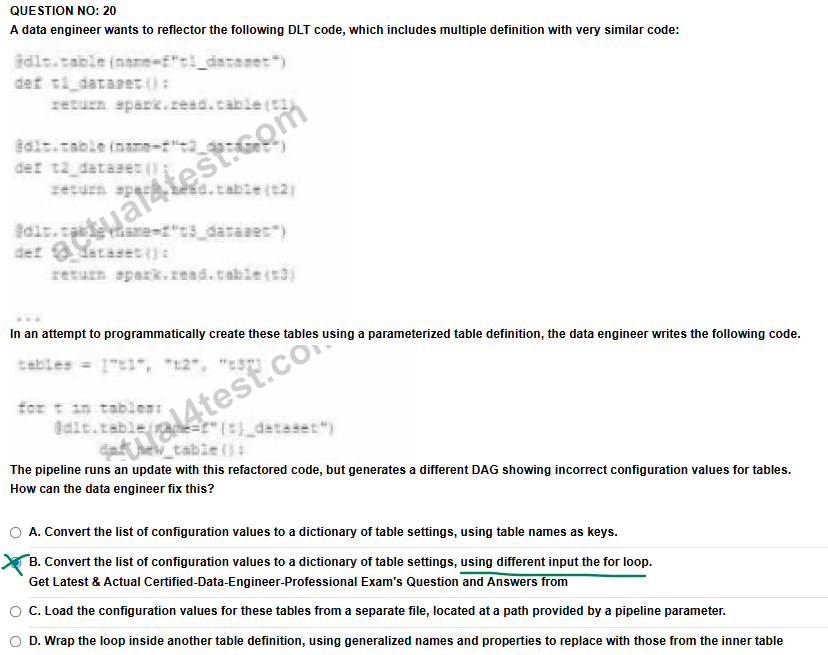 QUESTION NO: 20
A data engineer wants to reflector the following DLT code, which includes multiple definition with very similar code:
@dlt.table(name=f"t1_dataset")
def t1_dataset():
return spark.read.table(t1)
@dlt.table(name=f"t2_dataset")
def t2_dataset():
return spark.read.table(t2)
@dlt.table(name=f"t3_dataset")
def t3_dataset():
return spark.read.table(t3)
...
actual4test.com
In an attempt to programmatically create these tables using a parameterized table definition, the data engineer writes the following code.
tables = ["t1", "t2", "t3"]
for t in tables:
@dlt.table(name=f"{t}_dataset")
def new_table():
actual4test.com
The pipeline runs an update with this refactored code, but generates a different DAG showing incorrect configuration values for tables.
How can the data engineer fix this?
A. Convert the list of configuration values to a dictionary of table settings, using table names as keys.
B. Convert the list of configuration values to a dictionary of table settings, using different input the for loop.
Get Latest & Actual Certified-Data-Engineer-Professional Exam's Question and Answers from
C. Load the configuration values for these tables from a separate file, located at a path provided by a pipeline parameter.
D. Wrap the loop inside another table definition, using generalized names and properties to replace with those from the inner table